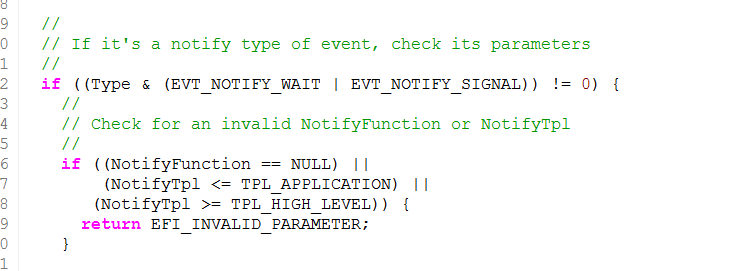 8
9 //
0 // If it's a notify type of event, check its parameters
1 //
2 if ((Type & (EVT_NOTIFY_WAIT | EVT_NOTIFY_SIGNAL)) != 0) {
3 //
4 // Check for an invalid NotifyFunction or NotifyTpl
5 //
6 if ((NotifyFunction == NULL) ||
7 (NotifyTpl <= TPL_APPLICATION) ||
8 (NotifyTpl >= TPL_HIGH_LEVEL)) {
9 return EFI_INVALID_PARAMETER;
0 }
1